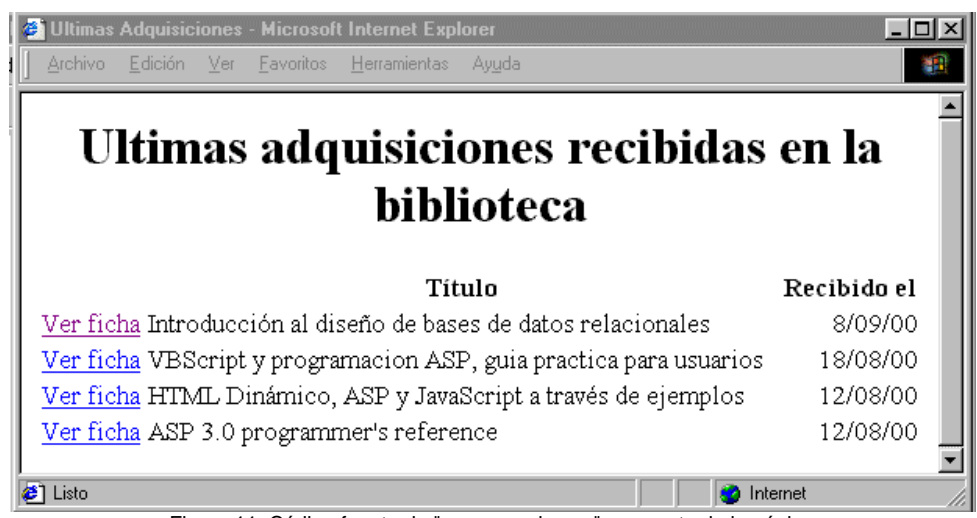 Ultimas Adquisiciones - Microsoft Internet Explorer
Archivo Edición Ver Favoritos Herramientas Ayuda
Ultimas adquisiciones recibidas en la
biblioteca
Título Recibido el
Ver ficha Introducción al diseño de bases de datos relacionales 8/09/00
Ver ficha VBScript y programacion ASP, guia practica para usuarios 18/08/00
Ver ficha HTML Dinámico, ASP y JavaScript a través de ejemplos 12/08/00
Ver ficha ASP 3.0 programmer's reference 12/08/00
Listo Internet